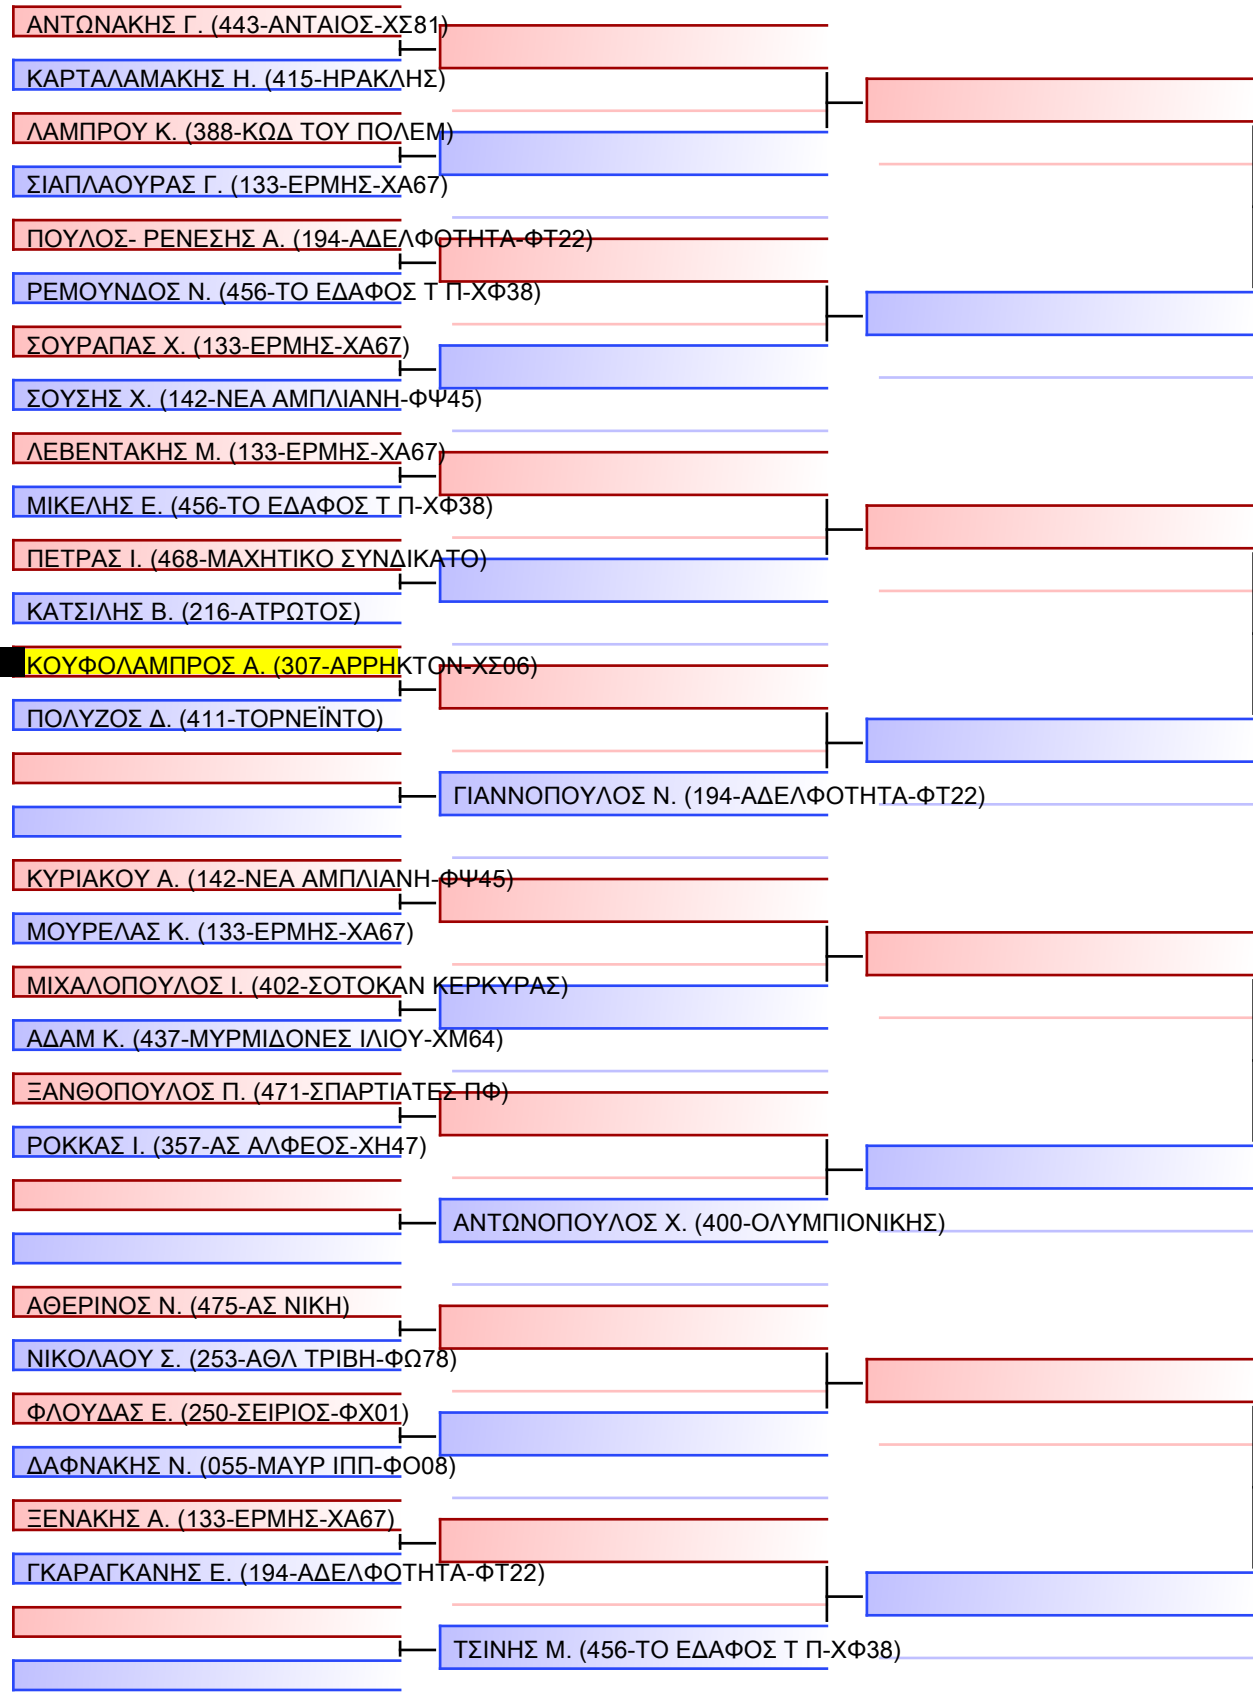 ΑΝΤΩΝΑΚΗΣ Γ. (443-ΑΝΤΑΙΟΣ-ΧΣ81)
ΚΑΡΤΑΛΑΜΑΚΗΣ Η. (415-ΗΡΑΚΛΗΣ)
ΛΑΜΠΡΟΥ Κ. (388-ΚΩΔ ΤΟΥ ΠΟΛΕΜ)
ΣΙΑΠΛΑΟΥΡΑΣ Γ. (133-ΕΡΜΗΣ-ΧΑ67)
ΠΟΥΛΟΣ- ΡΕΝΕΣΗΣ Α. (194-ΑΔΕΛΦΟΤΗΤΑ-ΦΤ22)
ΡΕΜΟΥΝΔΟΣ Ν. (456-ΤΟ ΕΔΑΦΟΣ Τ Π-ΧΦ38)
ΣΟΥΡΑΠΑΣ Χ. (133-ΕΡΜΗΣ-ΧΑ67)
ΣΟΥΣΗΣ Χ. (142-ΝΕΑ ΑΜΠΛΙΑΝΗ-ΦΨ45)
ΛΕΒΕΝΤΑΚΗΣ Μ. (133-ΕΡΜΗΣ-ΧΑ67)
ΜΙΚΕΛΗΣ Ε. (456-ΤΟ ΕΔΑΦΟΣ Τ Π-ΧΦ38)
ΠΕΤΡΑΣ Ι. (468-ΜΑΧΗΤΙΚΟ ΣΥΝΔΙΚΑΤΟ)
ΚΑΤΣΙΛΗΣ Β. (216-ΑΤΡΩΤΟΣ)
ΚΟΥΦΟΛΑΜΠΡΟΣ Α. (307-ΑΡΡΗΚΤΟΝ-ΧΣ06)
ΠΟΛΥΖΟΣ Δ. (411-ΤΟΡΝΕΪΝΤΟ)
ΓΙΑΝΝΟΠΟΥΛΟΣ Ν. (194-ΑΔΕΛΦΟΤΗΤΑ-ΦΤ22)
ΚΥΡΙΑΚΟΥ Α. (142-ΝΕΑ ΑΜΠΛΙΑΝΗ-ΦΨ45)
ΜΟΥΡΕΛΑΣ Κ. (133-ΕΡΜΗΣ-ΧΑ67)
ΜΙΧΑΛΟΠΟΥΛΟΣ Ι. (402-ΣΟΤΟΚΑΝ ΚΕΡΚΥΡΑΣ)
ΑΔΑΜ Κ. (437-ΜΥΡΜΙΔΟΝΕΣ ΙΛΙΟΥ-ΧΜ64)
ΞΑΝΘΟΠΟΥΛΟΣ Π. (471-ΣΠΑΡΤΙΑΤΕΣ ΠΦ)
ΡΟΚΚΑΣ Ι. (357-ΑΣ ΑΛΦΕΟΣ-ΧΗ47)
ΑΝΤΩΝΟΠΟΥΛΟΣ Χ. (400-ΟΛΥΜΠΙΟΝΙΚΗΣ)
ΑΘΕΡΙΝΟΣ Ν. (475-ΑΣ ΝΙΚΗ)
ΝΙΚΟΛΑΟΥ Σ. (253-ΑΘΛ ΤΡΙΒΗ-ΦΩ78)
ΦΛΟΥΔΑΣ Ε. (250-ΣΕΙΡΙΟΣ-ΦΧ01)
ΔΑΦΝΑΚΗΣ Ν. (055-ΜΑΥΡ ΙΠΠ-ΦΟ08)
ΞΕΝΑΚΗΣ Α. (133-ΕΡΜΗΣ-ΧΑ67)
ΓΚΑΡΑΓΚΑΝΗΣ Ε. (194-ΑΔΕΛΦΟΤΗΤΑ-ΦΤ22)
ΤΣΙΝΗΣ Μ. (456-ΤΟ ΕΔΑΦΟΣ Τ Π-ΧΦ38)